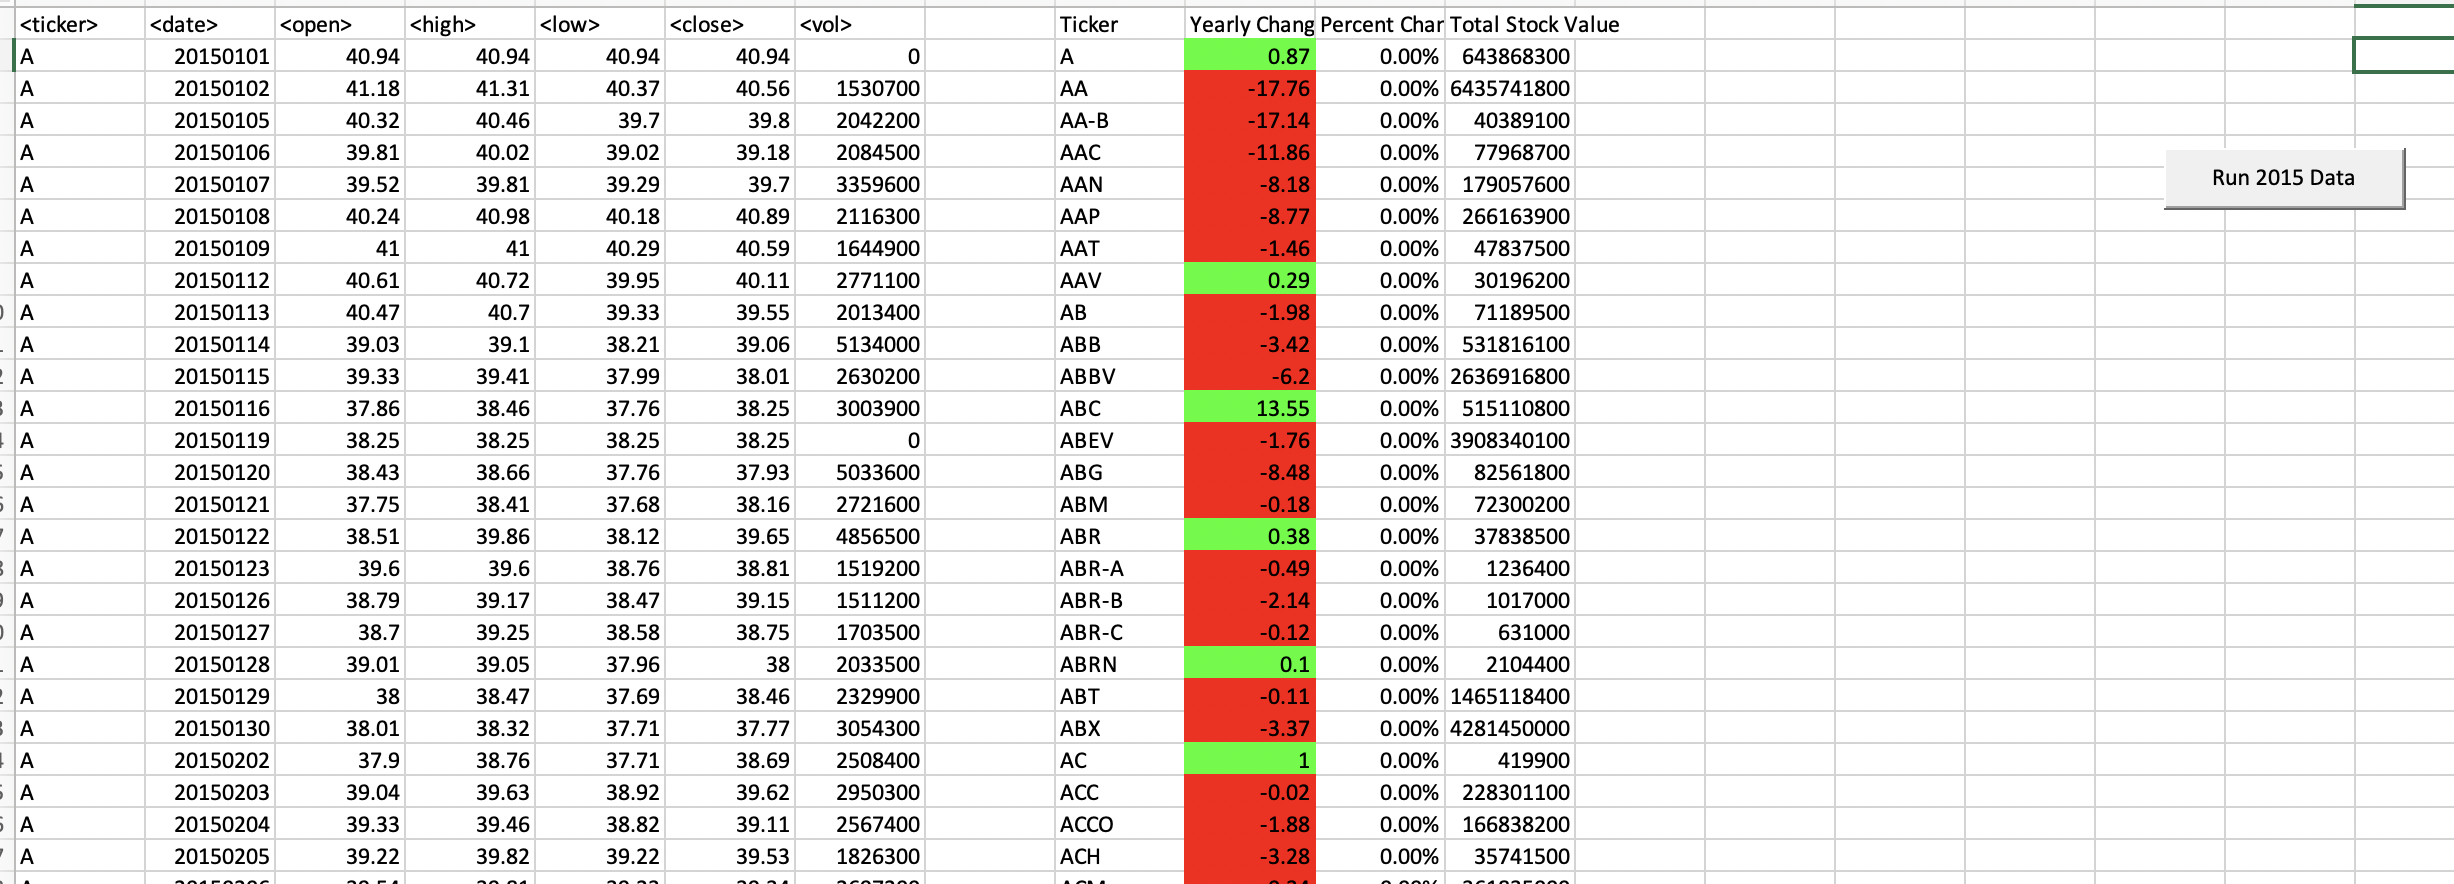 <ticker> <date> <open> <high> <low> <close> <vol> Ticker Yearly Chang Percent Char Total Stock Value
A 20150101 40.94 40.94 40.94 40.94 0 A 0.87 0.00% 643868300
A 20150102 41.18 41.31 40.37 40.56 1530700 AA -17.76 0.00% 6435741800
A 20150105 40.32 40.46 39.7 39.8 2042200 AA-B -17.14 0.00% 40389100
A 20150106 39.81 40.02 39.02 39.18 2084500 AAC -11.86 0.00% 77968700
A 20150107 39.52 39.81 39.29 39.7 3359600 AAN -8.18 0.00% 179057600
Run 2015 Data
A 20150108 40.24 40.98 40.18 40.89 2116300 AAP -8.77 0.00% 266163900
A 20150109 41 41 40.29 40.59 1644900 AAT -1.46 0.00% 47837500
A 20150112 40.61 40.72 39.95 40.11 2771100 AAV 0.29 0.00% 30196200
A 20150113 40.47 40.7 39.33 39.55 2013400 AB -1.98 0.00% 71189500
A 20150114 39.03 39.1 38.21 39.06 5134000 ABB -3.42 0.00% 531816100
A 20150115 39.33 39.41 37.99 38.01 2630200 ABBV -6.2 0.00% 2636916800
A 20150116 37.86 38.46 37.76 38.25 3003900 ABC 13.55 0.00% 515110800
A 20150119 38.25 38.25 38.25 38.25 0 ABEV -1.76 0.00% 3908340100
A 20150120 38.43 38.66 37.76 37.93 5033600 ABG -8.48 0.00% 82561800
A 20150121 37.75 38.41 37.68 38.16 2721600 ABM -0.18 0.00% 72300200
A 20150122 38.51 39.86 38.12 39.65 4856500 ABR 0.38 0.00% 37838500
A 20150123 39.6 39.6 38.76 38.81 1519200 ABR-A -0.49 0.00% 1236400
A 20150126 38.79 39.17 38.47 39.15 1511200 ABR-B -2.14 0.00% 1017000
A 20150127 38.7 39.25 38.58 38.75 1703500 ABR-C -0.12 0.00% 631000
A 20150128 39.01 39.05 37.96 38 2033500 ABRN 0.1 0.00% 2104400
A 20150129 38 38.47 37.69 38.46 2329900 ABT -0.11 0.00% 1465118400
A 20150130 38.01 38.32 37.71 37.77 3054300 ABX -3.37 0.00% 4281450000
A 20150202 37.9 38.76 37.71 38.69 2508400 AC 1 0.00% 419900
A 20150203 39.04 39.63 38.92 39.62 2950300 ACC -0.02 0.00% 228301100
A 20150204 39.33 39.46 38.82 39.11 2567400 ACCO -1.88 0.00% 166838200
A 20150205 39.22 39.82 39.22 39.53 1826300 ACH -3.28 0.00% 35741500